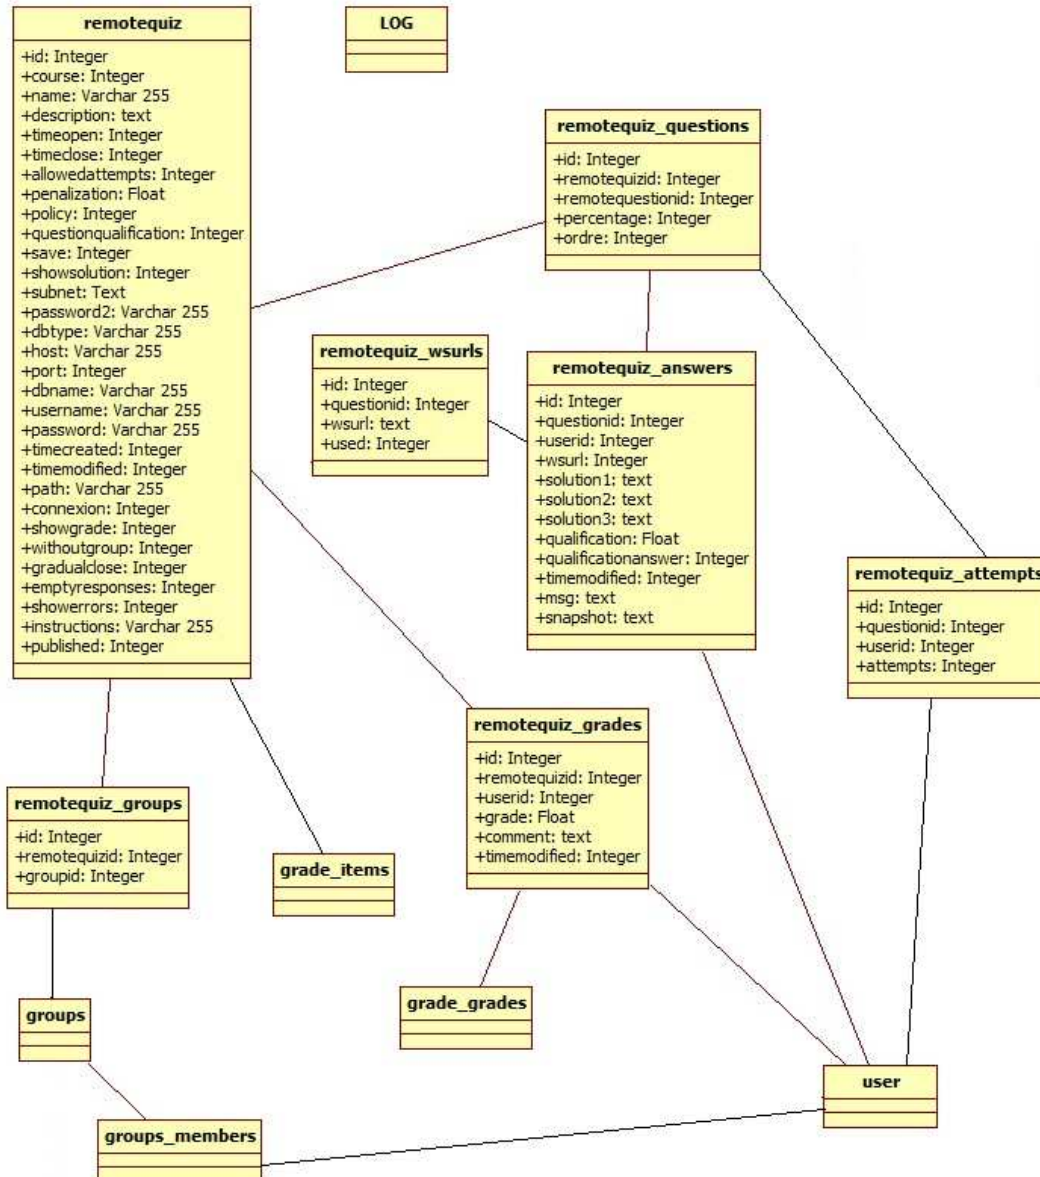 remotequiz
+id: Integer
+course: Integer
+name: Varchar 255
+description: text
+timeopen: Integer
+timeclose: Integer
+allowedattempts: Integer
+penalization: Float
+policy: Integer
+questionqualification: Integer
+save: Integer
+showsolution: Integer
+subnet: Text
+password2: Varchar 255
+dbtype: Varchar 255
+host: Varchar 255
+port: Integer
+dbname: Varchar 255
+username: Varchar 255
+password: Varchar 255
+timecreated: Integer
+timemodified: Integer
+path: Varchar 255
+connexion: Integer
+showgrade: Integer
+withoutgroup: Integer
+gradualclose: Integer
+emptyresponses: Integer
+showerrors: Integer
+instructions: Varchar 255
+published: Integer
LOG
remotequiz_questions
+id: Integer
+remotequizid: Integer
+remotequestionid: Integer
+percentage: Integer
+ordre: Integer
remotequiz_wsurls
+id: Integer
+questionid: Integer
+wsurl: text
+used: Integer
remotequiz_answers
+id: Integer
+questionid: Integer
+userid: Integer
+wsurl: Integer
+solution1: text
+solution2: text
+solution3: text
+qualification: Float
+qualificationanswer: Integer
+timemodified: Integer
+msg: text
+snapshot: text
remotequiz_attempts
+id: Integer
+questionid: Integer
+userid: Integer
+attempts: Integer
remotequiz_grades
+id: Integer
+remotequizid: Integer
+userid: Integer
+grade: Float
+comment: text
+timemodified: Integer
remotequiz_groups
+id: Integer
+remotequizid: Integer
+groupid: Integer
grade_items
grade_grades
groups
user
groups_members